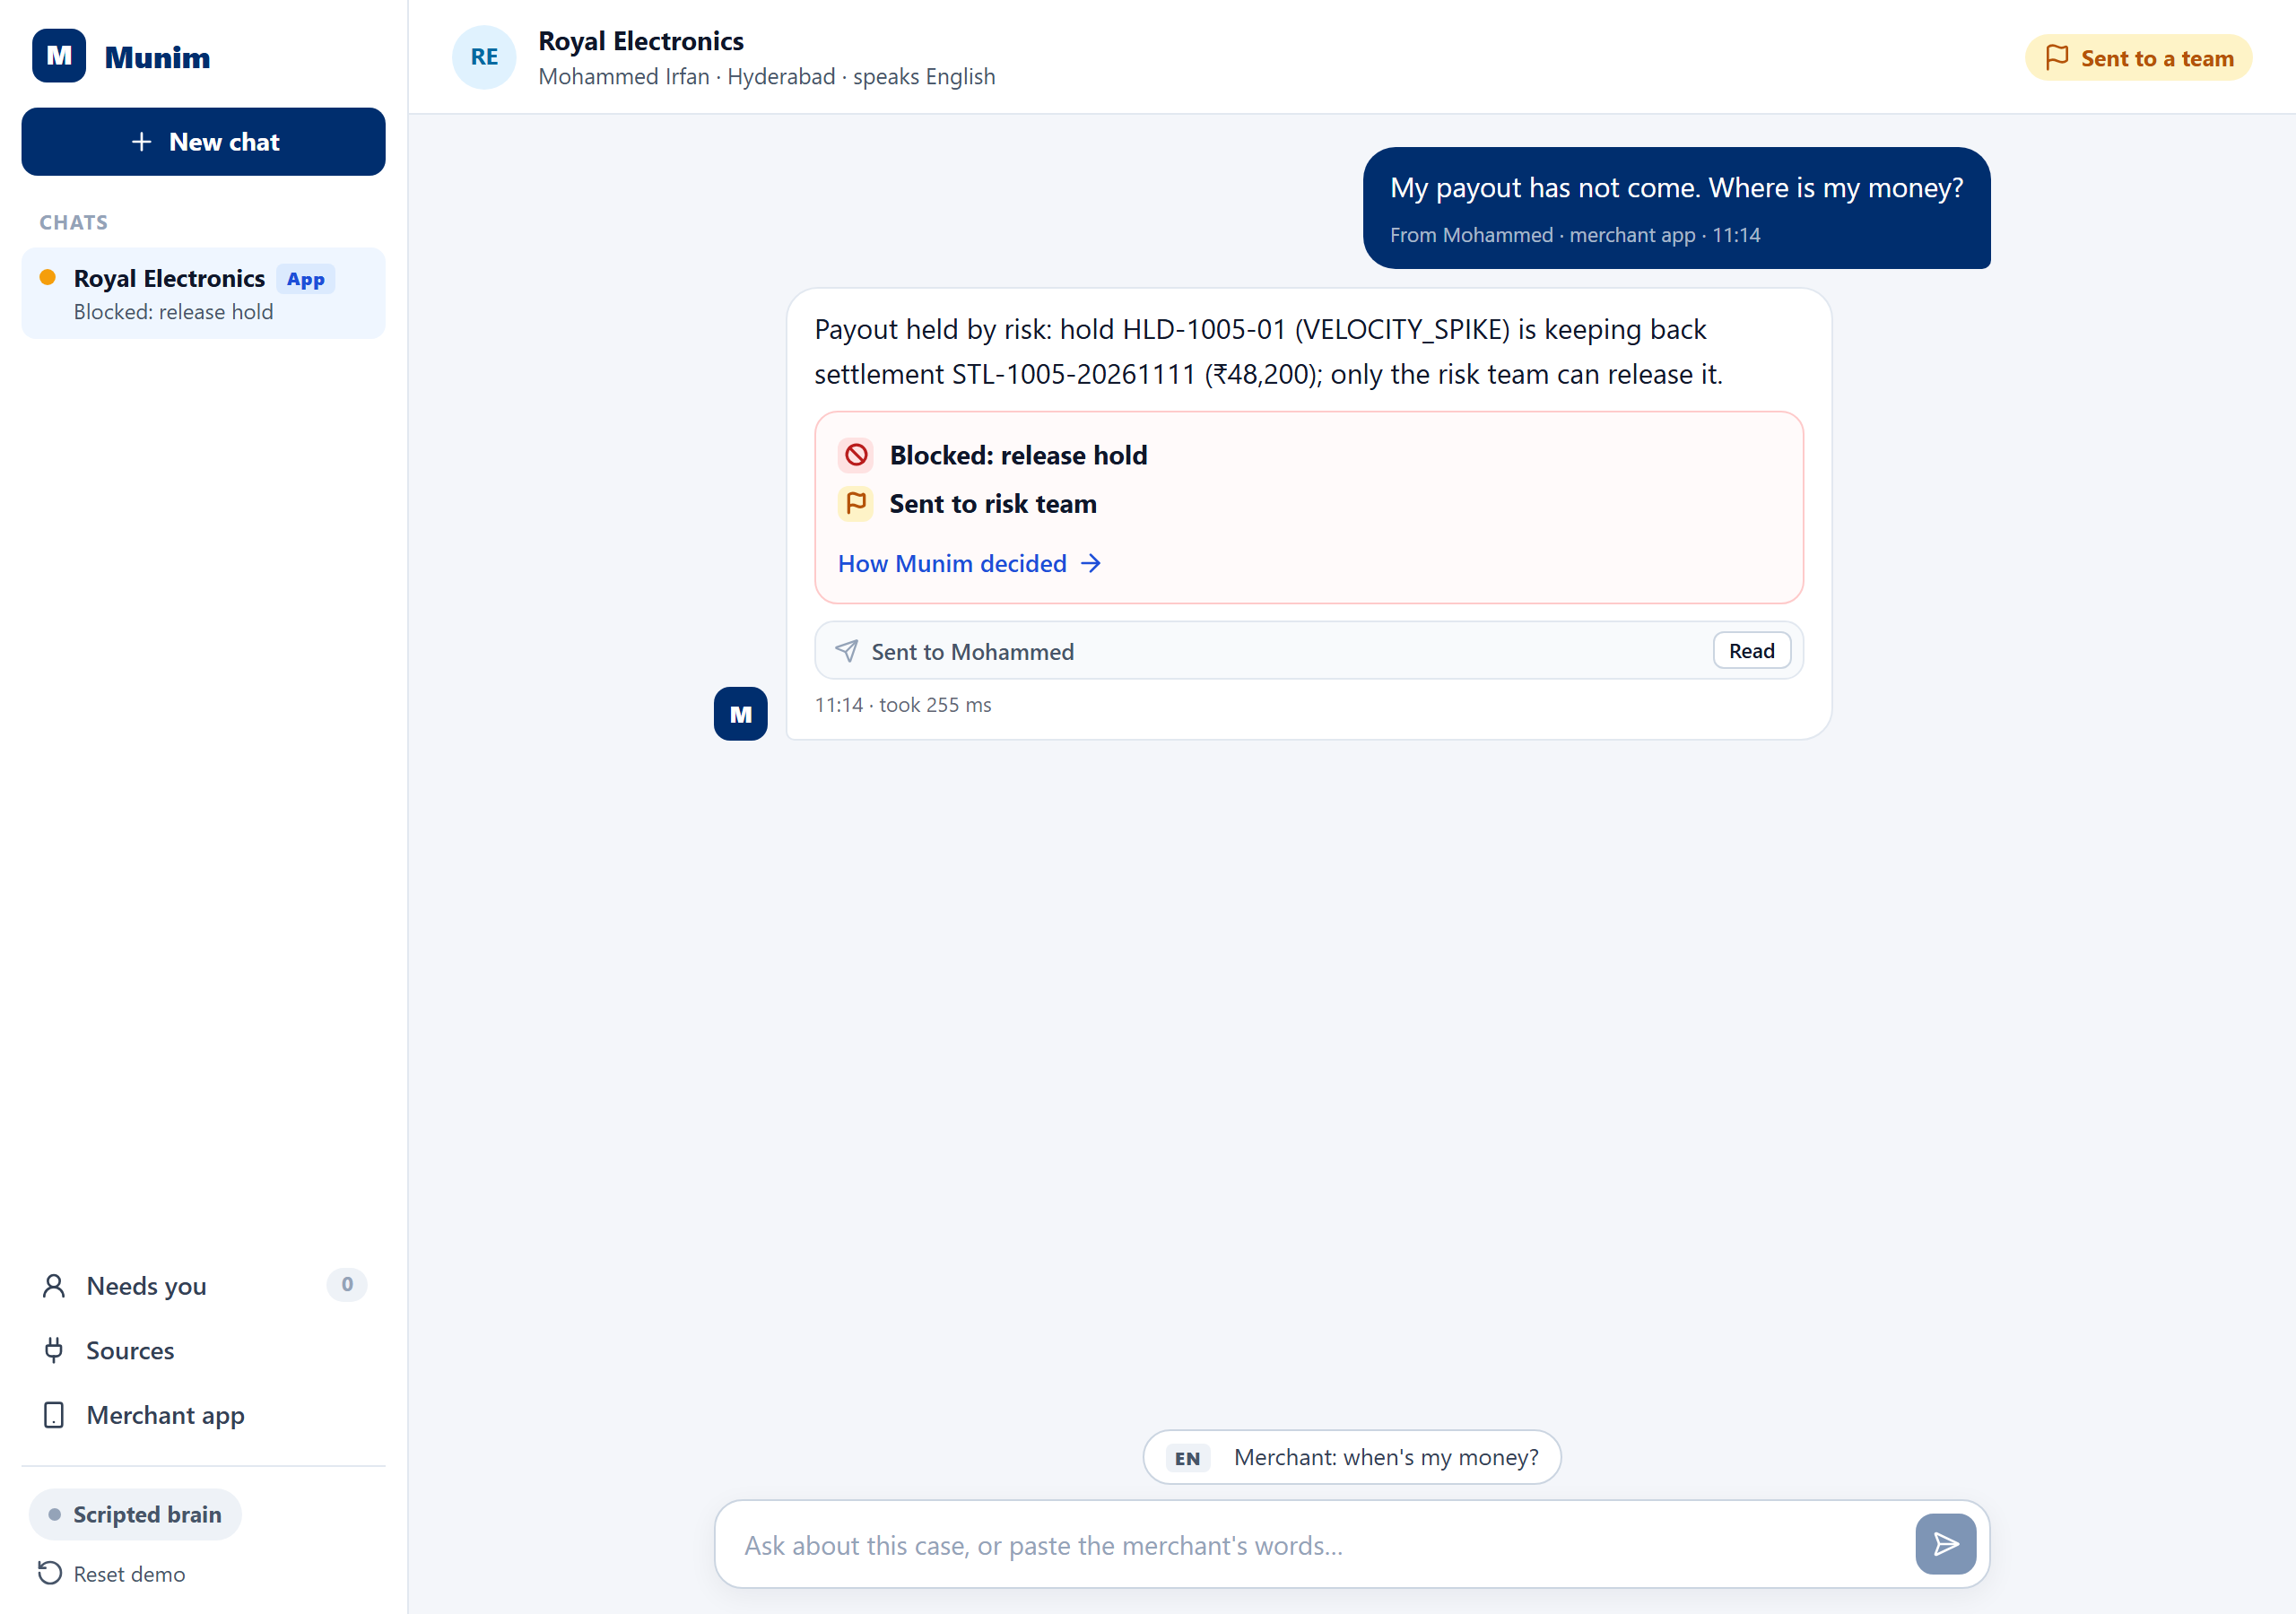 M Munim
New chat
CHATS
Royal Electronics App
Blocked: release hold
Needs you 0
Sources
Merchant app
Scripted brain
Reset demo
RE
Royal Electronics
Mohammed Irfan · Hyderabad · speaks English
Sent to a team
My payout has not come. Where is my money?
From Mohammed · merchant app · 11:14
Payout held by risk: hold HLD-1005-01 (VELOCITY_SPIKE) is keeping back
settlement STL-1005-20261111 (₹48,200); only the risk team can release it.
Blocked: release hold
Sent to risk team
How Munim decided →
Sent to Mohammed Read
11:14 · took 255 ms
M
EN Merchant: when's my money?
Ask about this case, or paste the merchant's words...